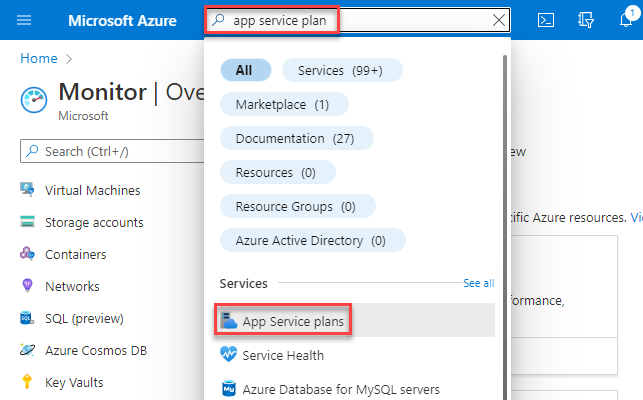 Microsoft Azure
app service plan
1
Home >
Monitor | Ove
Microsoft
Search (Ctrl+/)
Virtual Machines
Storage accounts
Containers
Networks
SQL (preview)
Azure Cosmos DB
Key Vaults
All
Services (99+)
Marketplace (1)
Documentation (27)
Resources (0)
Resource Groups (0)
Azure Active Directory (0)
Services
See all
App Service plans
Service Health
Azure Database for MySQL servers
ew
cific Azure resources. Vi
formance,